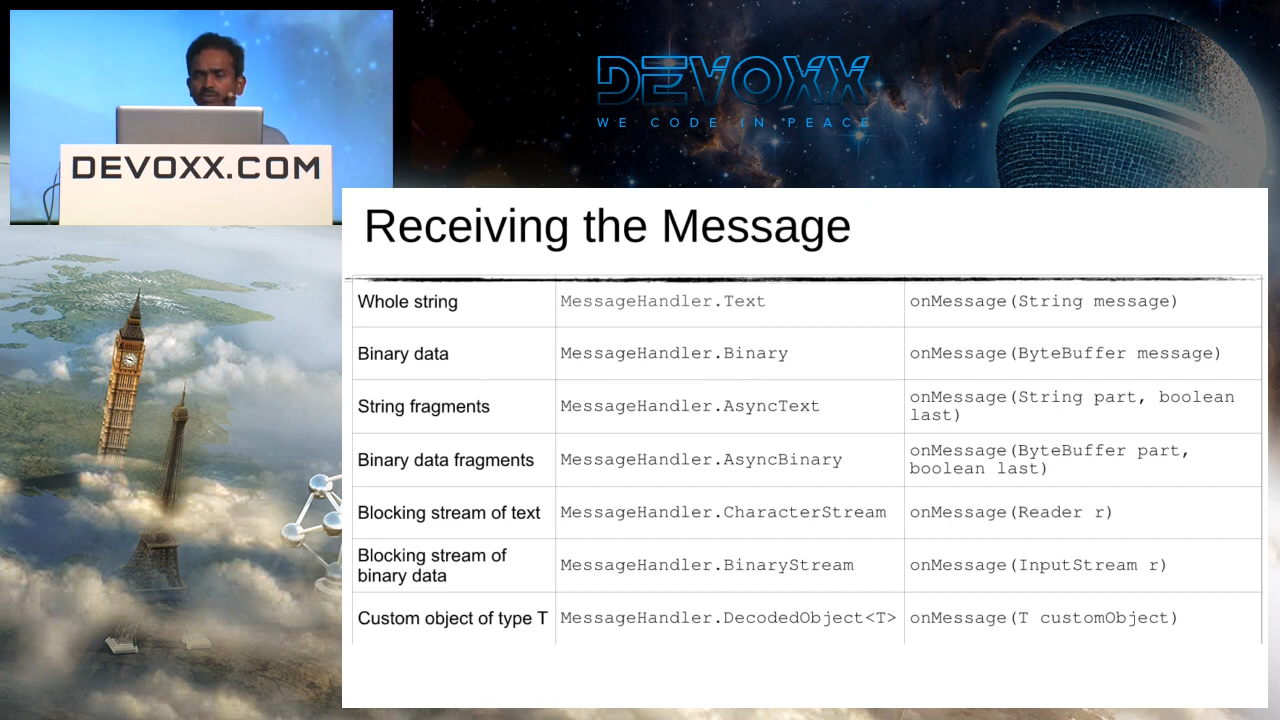 DEVOXX
WE CODE IN PEACE
DEVOXX.COM
Receiving the Message
Whole string MessageHandler.Text onMessage(String message)
Binary data MessageHandler.Binary onMessage(ByteBuffer message)
String fragments MessageHandler.AsyncText onMessage(String part, boolean
last)
Binary data fragments MessageHandler.AsyncBinary onMessage(ByteBuffer part,
boolean last)
Blocking stream of text MessageHandler.CharacterStream onMessage(Reader r)
Blocking stream of
binary data MessageHandler.BinaryStream onMessage(InputStream r)
Custom object of type T MessageHandler.DecodedObject<T> onMessage(T customObject)